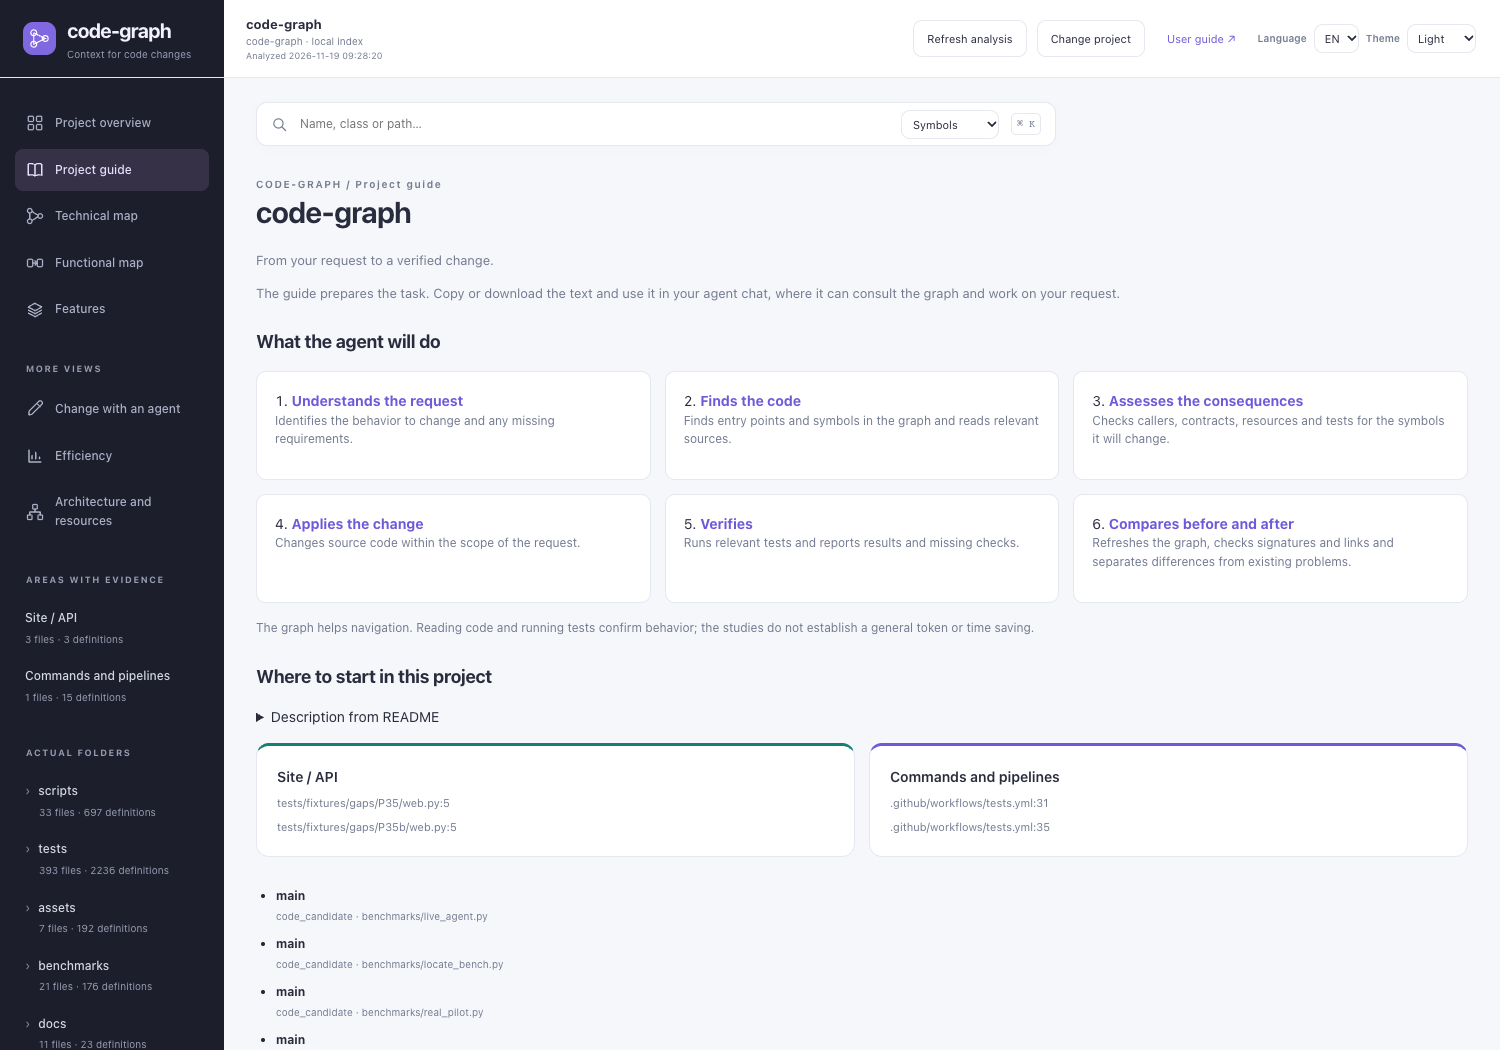 code-graph
Context for code changes
Project overview
Project guide
Technical map
Functional map
Features
MORE VIEWS
Change with an agent
Efficiency
Architecture and
resources
AREAS WITH EVIDENCE
Site / API
3 files · 3 definitions
Commands and pipelines
1 files · 15 definitions
ACTUAL FOLDERS
› scripts
33 files · 697 definitions
› tests
393 files · 2236 definitions
› assets
7 files · 192 definitions
› benchmarks
21 files · 176 definitions
› docs
11 files · 23 definitions
code-graph
code-graph · local index
Analyzed 2026-11-19 09:28:20
Refresh analysis
Change project
User guide ↗
Language
EN
Theme
Light
Name, class or path...
Symbols
⌘ K
CODE-GRAPH / Project guide
code-graph
From your request to a verified change.
The guide prepares the task. Copy or download the text and use it in your agent chat, where it can consult the graph and work on your request.
What the agent will do
1. Understands the request
Identifies the behavior to change and any missing
requirements.
2. Finds the code
Finds entry points and symbols in the graph and reads relevant
sources.
3. Assesses the consequences
Checks callers, contracts, resources and tests for the symbols
it will change.
4. Applies the change
Changes source code within the scope of the request.
5. Verifies
Runs relevant tests and reports results and missing checks.
6. Compares before and after
Refreshes the graph, checks signatures and links and
separates differences from existing problems.
The graph helps navigation. Reading code and running tests confirm behavior; the studies do not establish a general token or time saving.
Where to start in this project
▶ Description from README
Site / API
tests/fixtures/gaps/P35/web.py:5
tests/fixtures/gaps/P35b/web.py:5
Commands and pipelines
.github/workflows/tests.yml:31
.github/workflows/tests.yml:35
• main
code_candidate · benchmarks/live_agent.py
• main
code_candidate · benchmarks/locate_bench.py
• main
code_candidate · benchmarks/real_pilot.py
• main